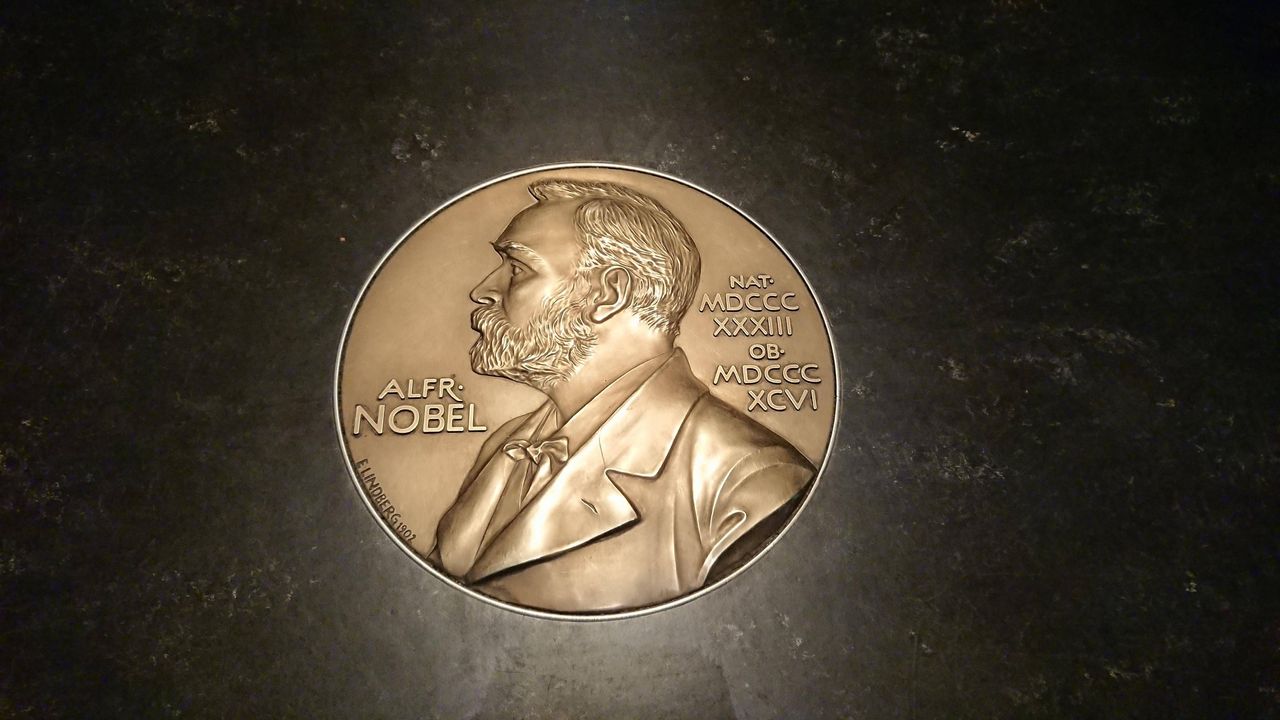 ALFR·
NOBEL
NAT·
MDCCC
XXXIII
OB·
MDCCC
XCVI
E·LINDBERG 1902